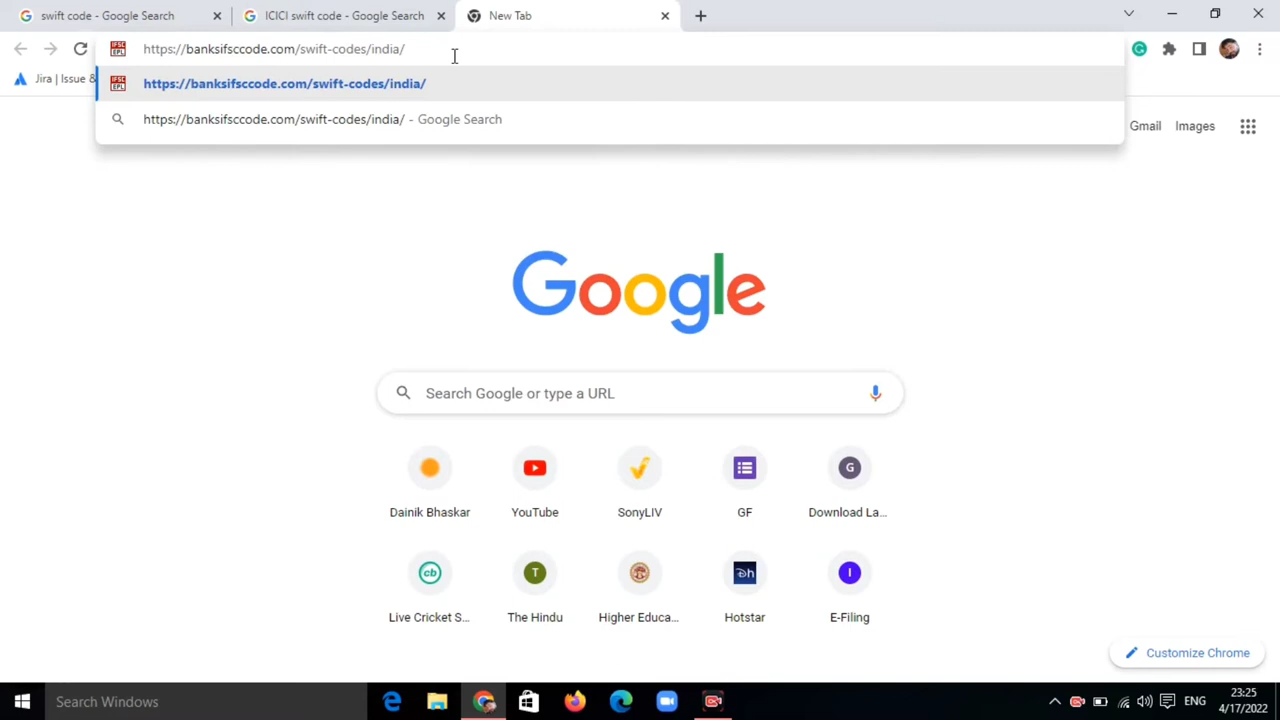 swift code - Google Search
ICICI swift code - Google Search
New Tab
https://banksifsccode.com/swift-codes/india/
Jira | Issue &
https://banksifsccode.com/swift-codes/india/
https://banksifsccode.com/swift-codes/india/ - Google Search
Gmail Images
Google
Search Google or type a URL
G
Dainik Bhaskar YouTube SonyLIV GF Download La...
cb T Dh I
Live Cricket S... The Hindu Higher Educa... Hotstar E-Filing
Customize Chrome
Search Windows
ENG
23:25
4/17/2022